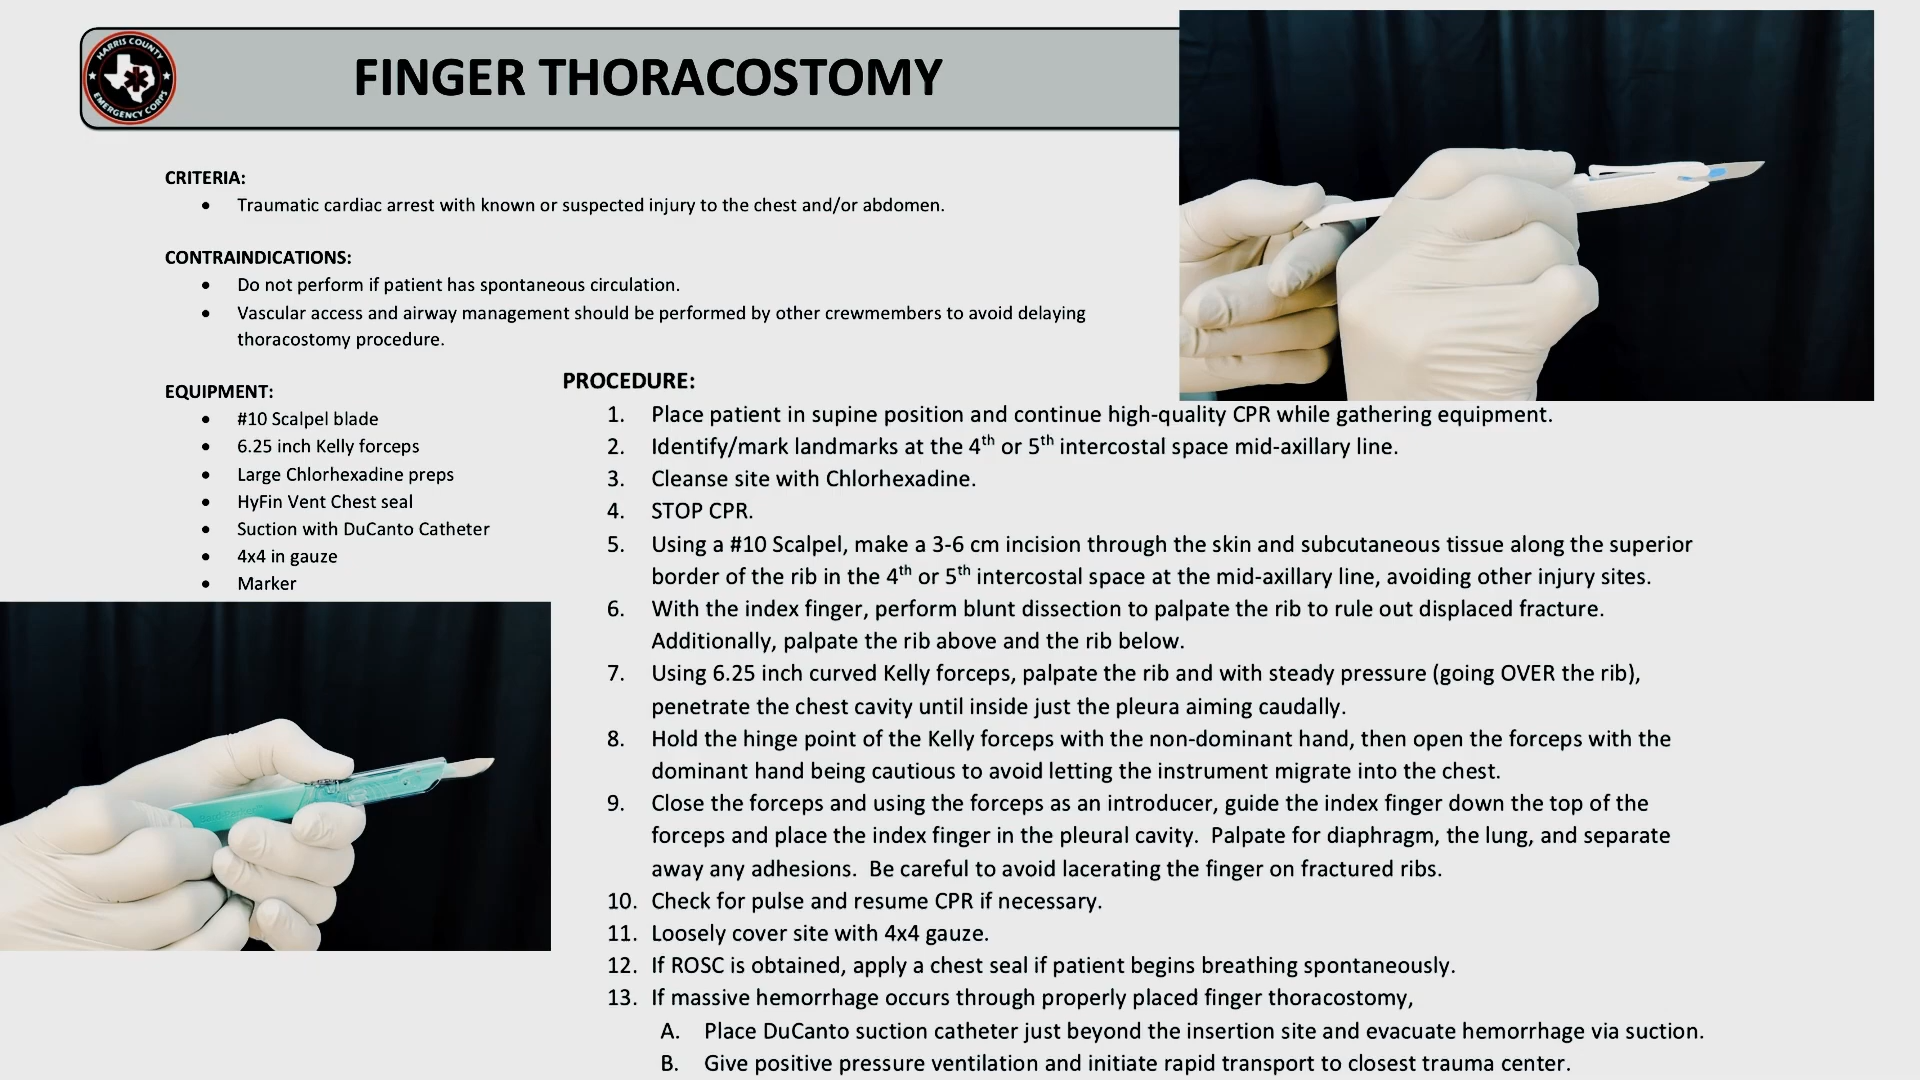 HARRIS COUNTY
EMERGENCY CORPS
FINGER THORACOSTOMY
CRITERIA:
• Traumatic cardiac arrest with known or suspected injury to the chest and/or abdomen.
CONTRAINDICATIONS:
• Do not perform if patient has spontaneous circulation.
• Vascular access and airway management should be performed by other crewmembers to avoid delaying
thoracostomy procedure.
EQUIPMENT:
• #10 Scalpel blade
• 6.25 inch Kelly forceps
• Large Chlorhexadine preps
• HyFin Vent Chest seal
• Suction with DuCanto Catheter
• 4x4 in gauze
• Marker
PROCEDURE:
1. Place patient in supine position and continue high-quality CPR while gathering equipment.
2. Identify/mark landmarks at the 4th or 5th intercostal space mid-axillary line.
3. Cleanse site with Chlorhexadine.
4. STOP CPR.
5. Using a #10 Scalpel, make a 3-6 cm incision through the skin and subcutaneous tissue along the superior
border of the rib in the 4th or 5th intercostal space at the mid-axillary line, avoiding other injury sites.
6. With the index finger, perform blunt dissection to palpate the rib to rule out displaced fracture.
Additionally, palpate the rib above and the rib below.
7. Using 6.25 inch curved Kelly forceps, palpate the rib and with steady pressure (going OVER the rib),
penetrate the chest cavity until inside just the pleura aiming caudally.
8. Hold the hinge point of the Kelly forceps with the non-dominant hand, then open the forceps with the
dominant hand being cautious to avoid letting the instrument migrate into the chest.
9. Close the forceps and using the forceps as an introducer, guide the index finger down the top of the
forceps and place the index finger in the pleural cavity.  Palpate for diaphragm, the lung, and separate
away any adhesions.  Be careful to avoid lacerating the finger on fractured ribs.
10. Check for pulse and resume CPR if necessary.
11. Loosely cover site with 4x4 gauze.
12. If ROSC is obtained, apply a chest seal if patient begins breathing spontaneously.
13. If massive hemorrhage occurs through properly placed finger thoracostomy,
A. Place DuCanto suction catheter just beyond the insertion site and evacuate hemorrhage via suction.
B. Give positive pressure ventilation and initiate rapid transport to closest trauma center.